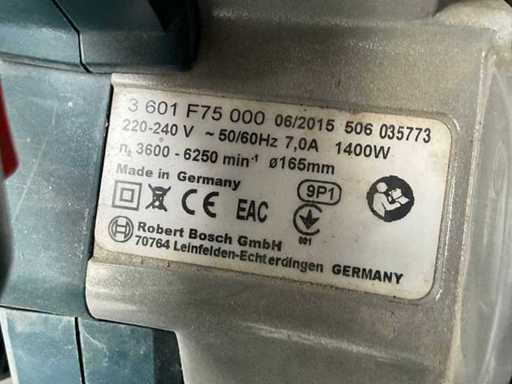 3 601 F75 000 06/2015 506 035773
220-240 V ~ 50/60Hz 7,0A 1400W
3600 - 6250 min⁻¹ ø165mm
Made in Germany
9P1
CE EAC
001
Robert Bosch GmbH
70764 Leinfelden-Echterdingen GERMANY